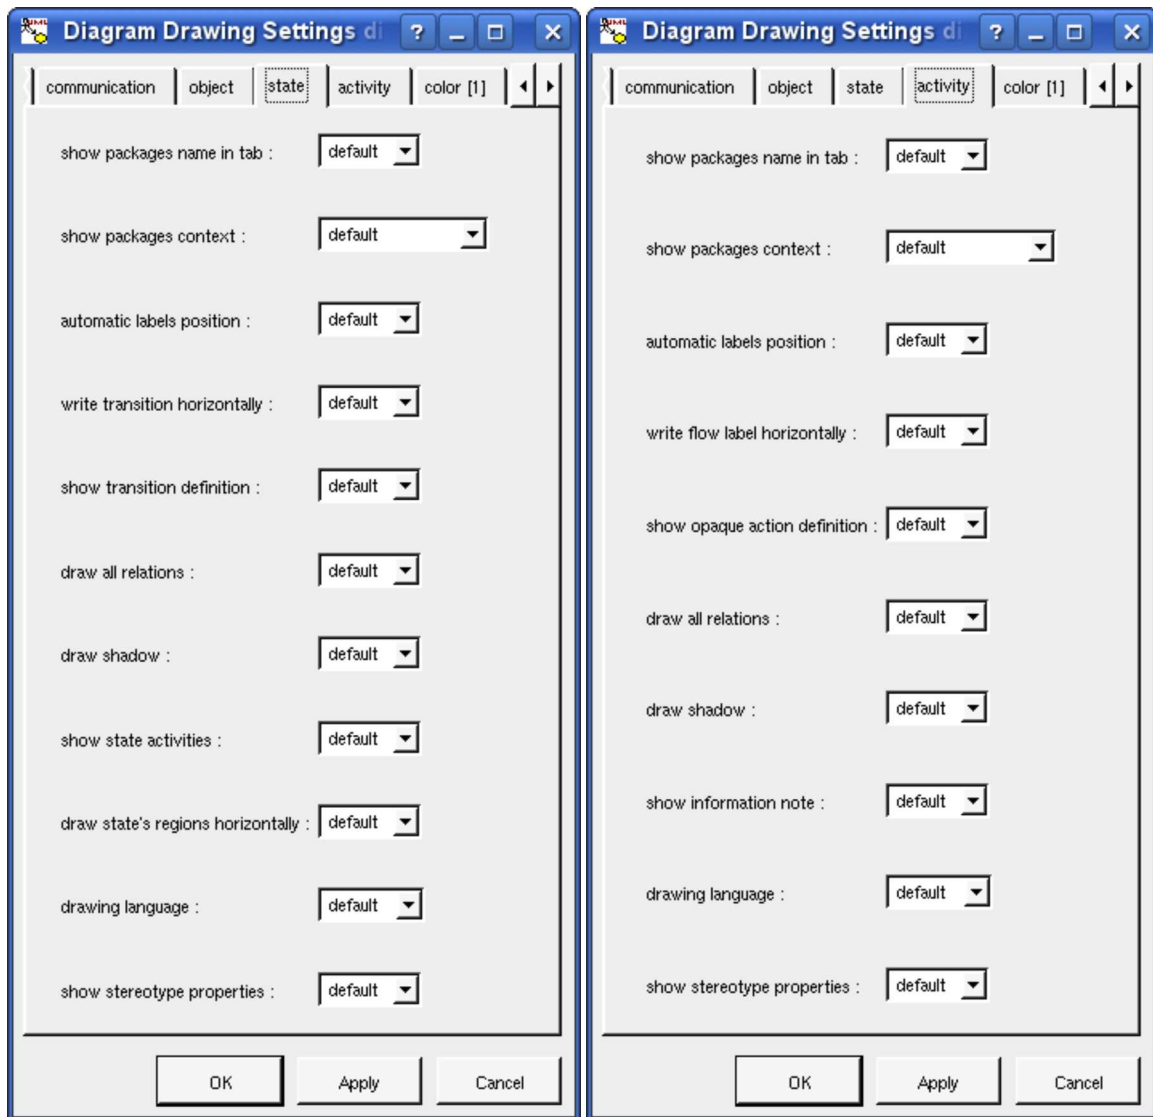 Diagram Drawing Settings di
communication object state activity color [1]
show packages name in tab : default
show packages context : default
automatic labels position : default
write transition horizontally : default
show transition definition : default
draw all relations : default
draw shadow : default
show state activities : default
draw state's regions horizontally : default
drawing language : default
show stereotype properties : default
OK Apply Cancel
Diagram Drawing Settings di
communication object state activity color [1]
show packages name in tab : default
show packages context : default
automatic labels position : default
write flow label horizontally : default
show opaque action definition : default
draw all relations : default
draw shadow : default
show information note : default
drawing language : default
show stereotype properties : default
OK Apply Cancel